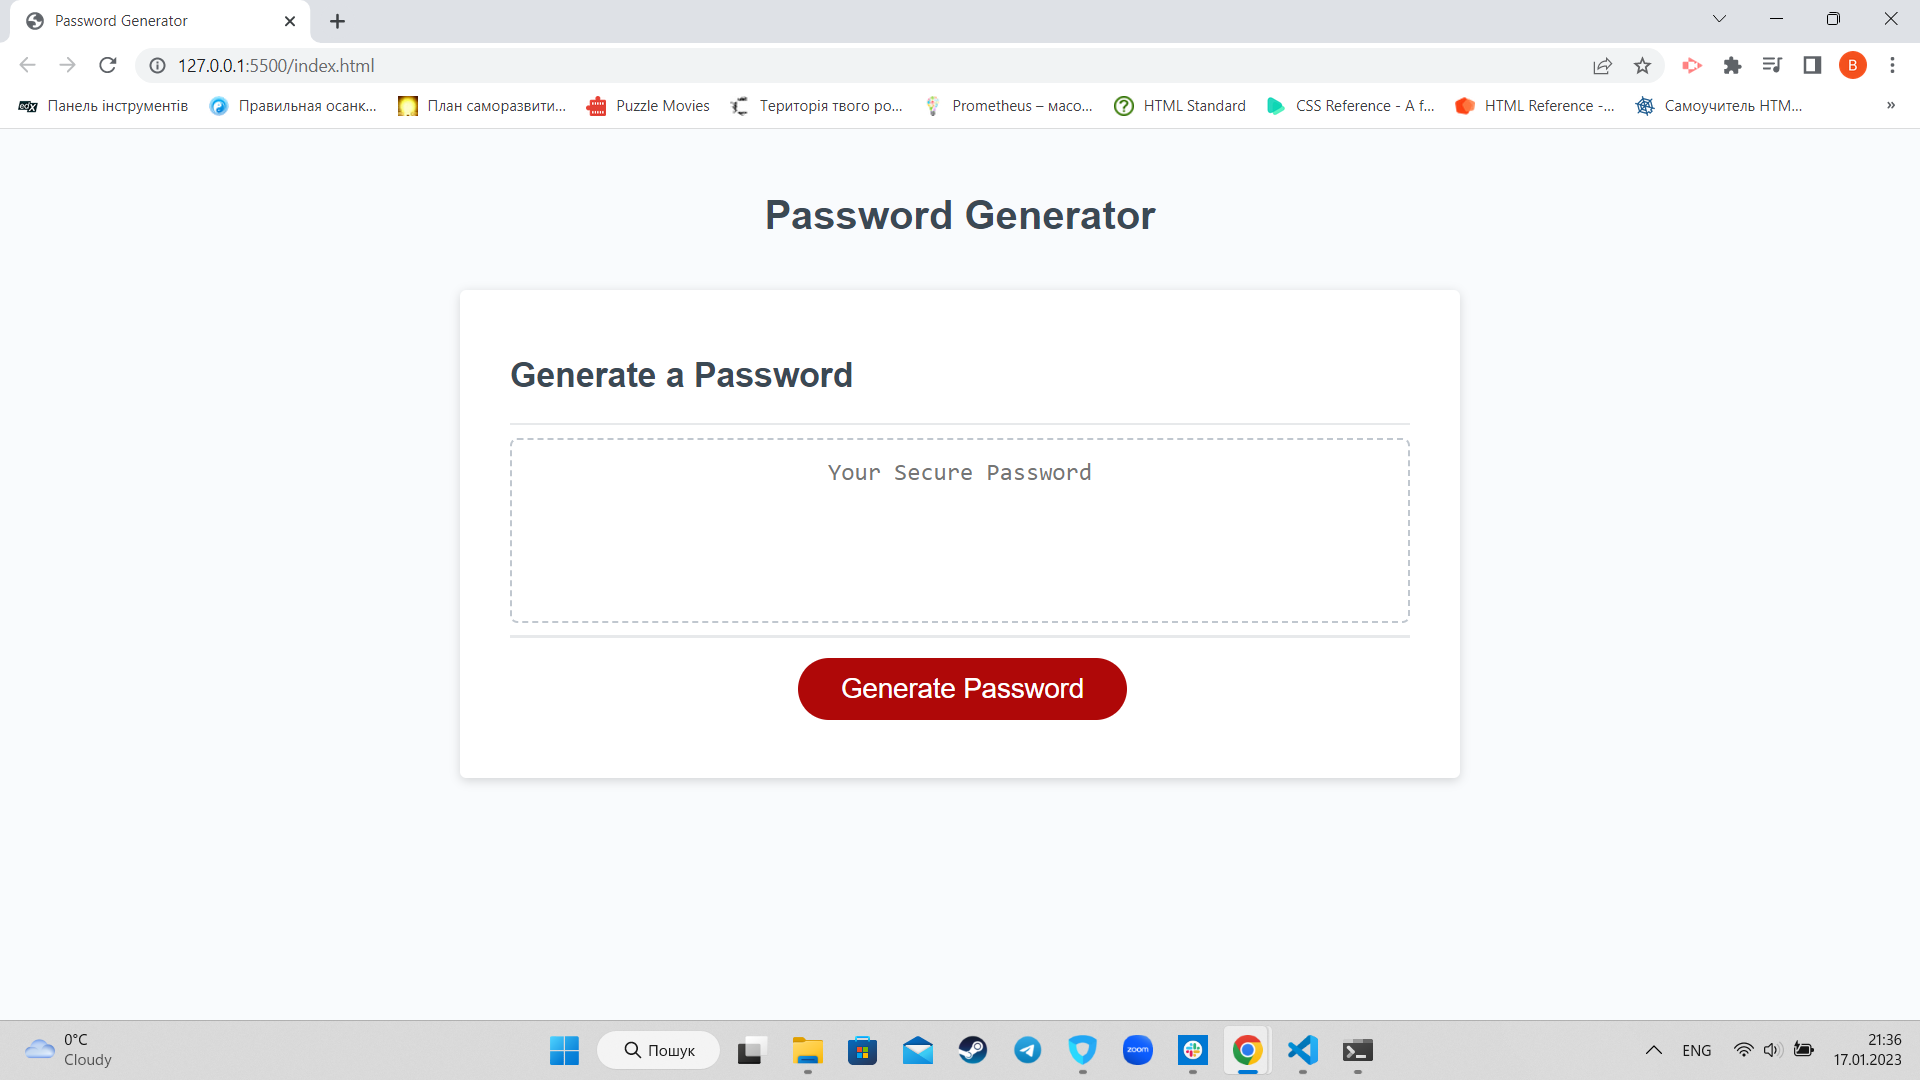 Password Generator
127.0.0.1:5500/index.html
B
edX Панель інструментів
Правильная осанк...
План саморазвити...
Puzzle Movies
Територія твого ро...
Prometheus – масо...
HTML Standard
CSS Reference - A f...
HTML Reference -...
Самоучитель HTM...
»
Password Generator
Generate a Password
Your Secure Password
Generate Password
0°C
Cloudy
Пошук
zoom
ENG
21:36
17.01.2023